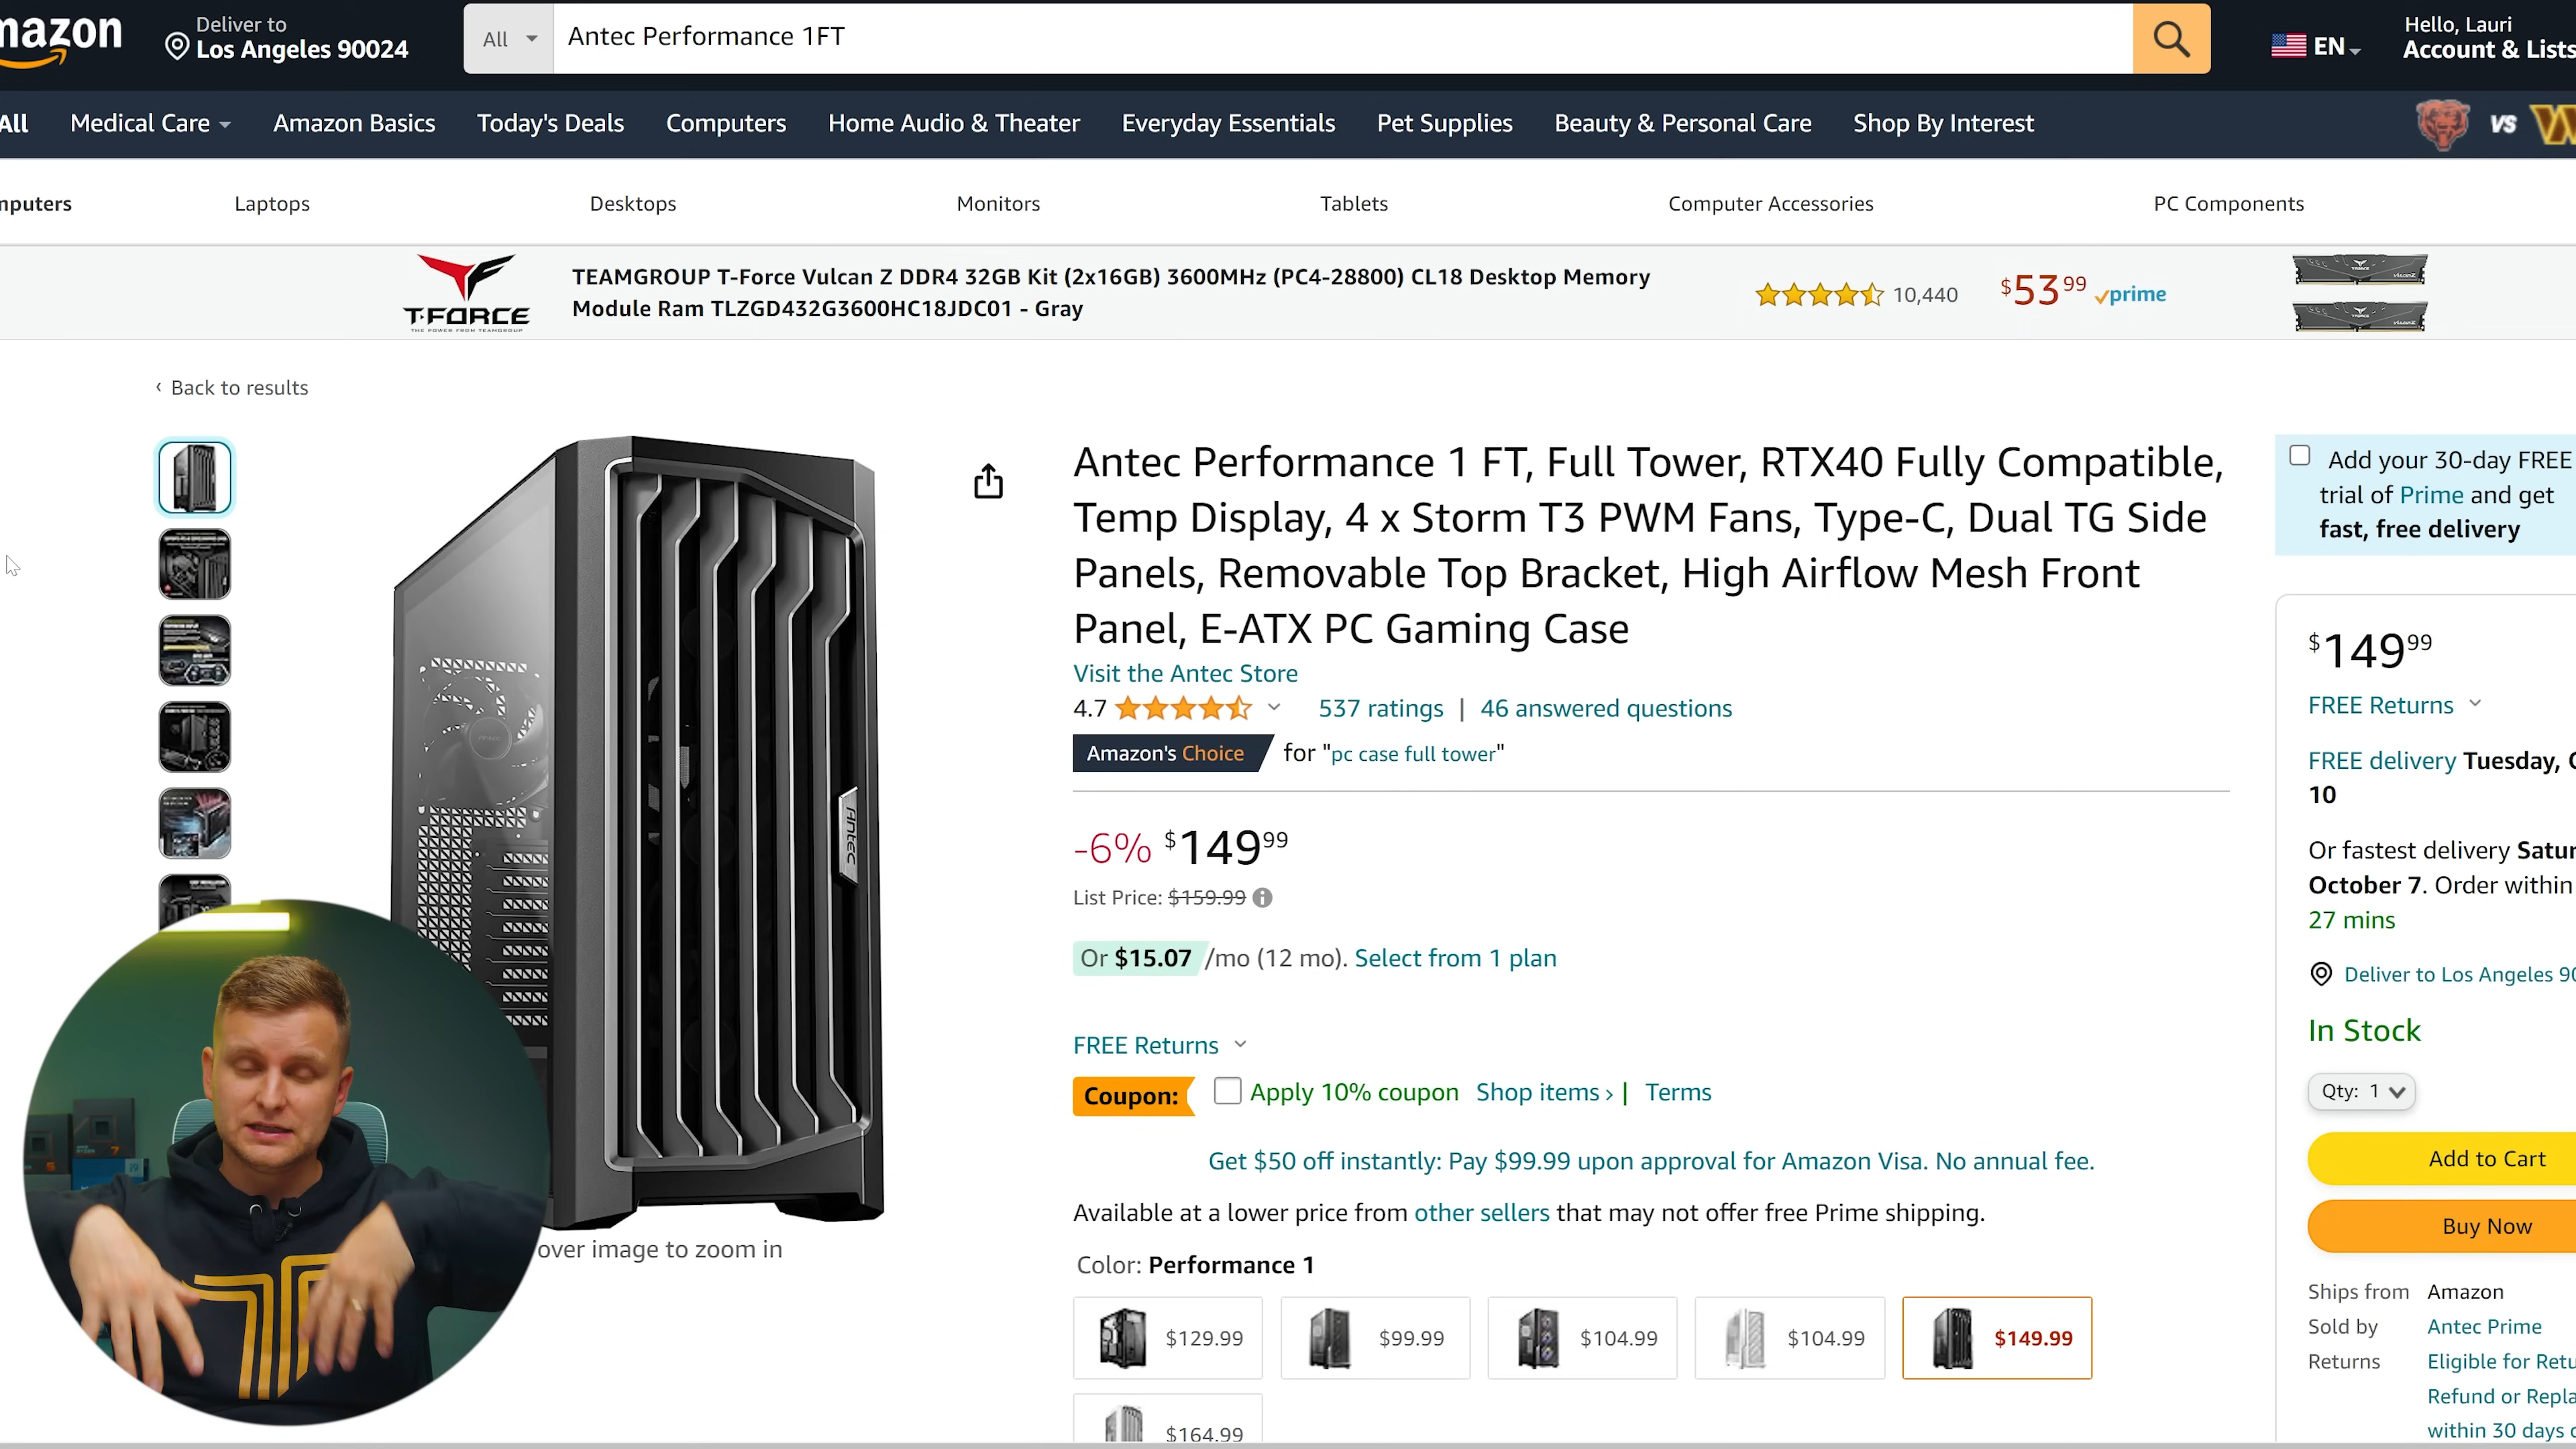 mazon
Deliver to
Los Angeles 90024
All
Antec Performance 1FT
EN
Hello, Lauri
Account & Lists
All
Medical Care
Amazon Basics
Today's Deals
Computers
Home Audio & Theater
Everyday Essentials
Pet Supplies
Beauty & Personal Care
Shop By Interest
VS
mputers
Laptops
Desktops
Monitors
Tablets
Computer Accessories
PC Components
T-FORCE
THE POWER FROM TEAMGROUP
TEAMGROUP T-Force Vulcan Z DDR4 32GB Kit (2x16GB) 3600MHz (PC4-28800) CL18 Desktop Memory
Module Ram TLZGD432G3600HC18JDC01 - Gray
10,440
$53 99 prime
‹ Back to results
Antec
over image to zoom in
Antec Performance 1 FT, Full Tower, RTX40 Fully Compatible,
Temp Display, 4 x Storm T3 PWM Fans, Type-C, Dual TG Side
Panels, Removable Top Bracket, High Airflow Mesh Front
Panel, E-ATX PC Gaming Case
Visit the Antec Store
4.7
537 ratings | 46 answered questions
Amazon's Choice for "pc case full tower"
-6% $149 99
List Price: $159.99
Or $15.07 /mo (12 mo). Select from 1 plan
FREE Returns
Coupon: Apply 10% coupon Shop items › | Terms
Get $50 off instantly: Pay $99.99 upon approval for Amazon Visa. No annual fee.
Available at a lower price from other sellers that may not offer free Prime shipping.
Color: Performance 1
$129.99
$99.99
$104.99
$104.99
$149.99
$164.99
Add your 30-day FREE
trial of Prime and get
fast, free delivery
$149 99
FREE Returns
FREE delivery Tuesday,
10
Or fastest delivery Satur
October 7. Order within
27 mins
Deliver to Los Angeles 90
In Stock
Qty: 1
Add to Cart
Buy Now
Ships from Amazon
Sold by Antec Prime
Returns Eligible for Retu
Refund or Repla
within 30 days